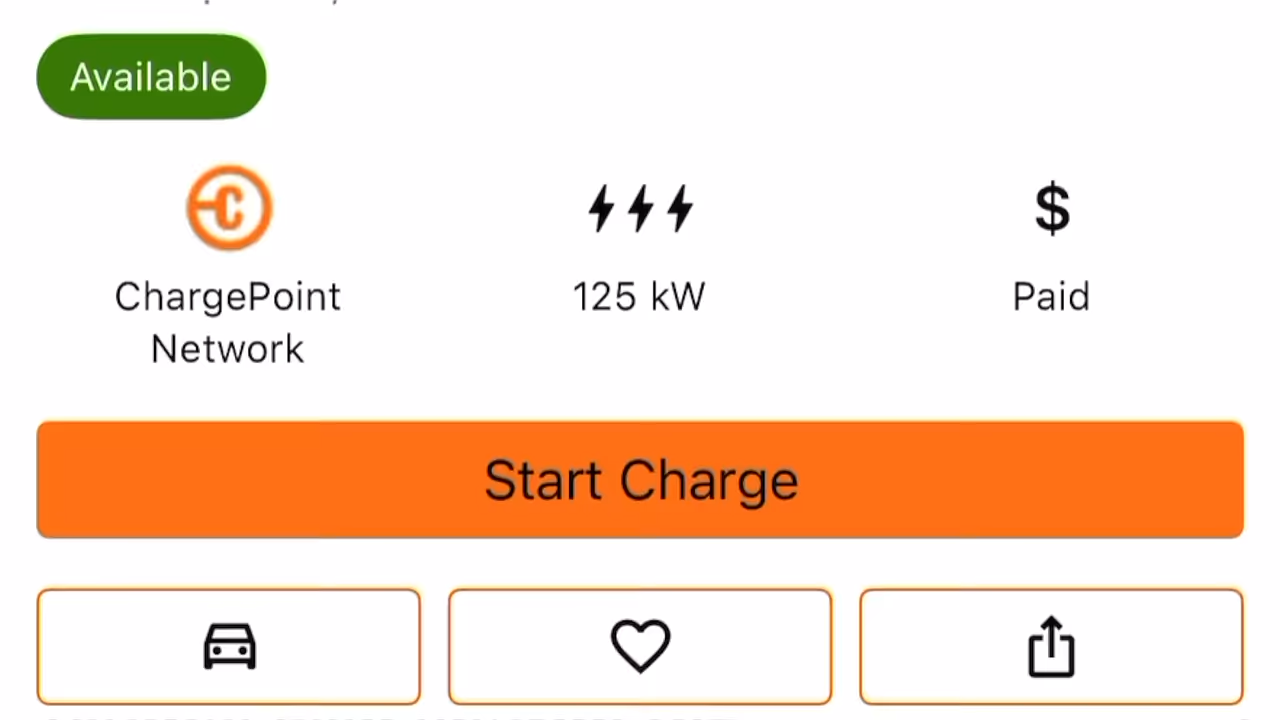 Available
ChargePoint
Network
125 kW
$
Paid
Start Charge